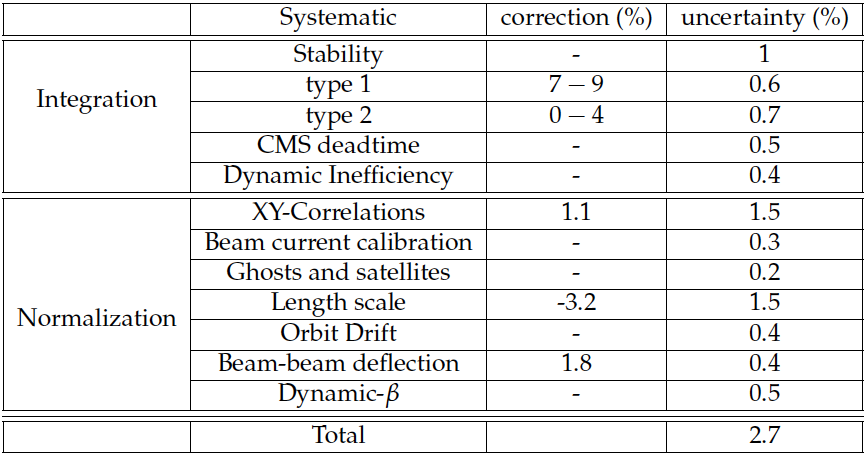 Systematic correction (%) uncertainty (%)
Integration
Stability - 1
type 1 7 − 9 0.6
type 2 0 − 4 0.7
CMS deadtime - 0.5
Dynamic Inefficiency - 0.4
Normalization
XY-Correlations 1.1 1.5
Beam current calibration - 0.3
Ghosts and satellites - 0.2
Length scale -3.2 1.5
Orbit Drift - 0.4
Beam-beam deflection 1.8 0.4
Dynamic-β - 0.5
Total 2.7